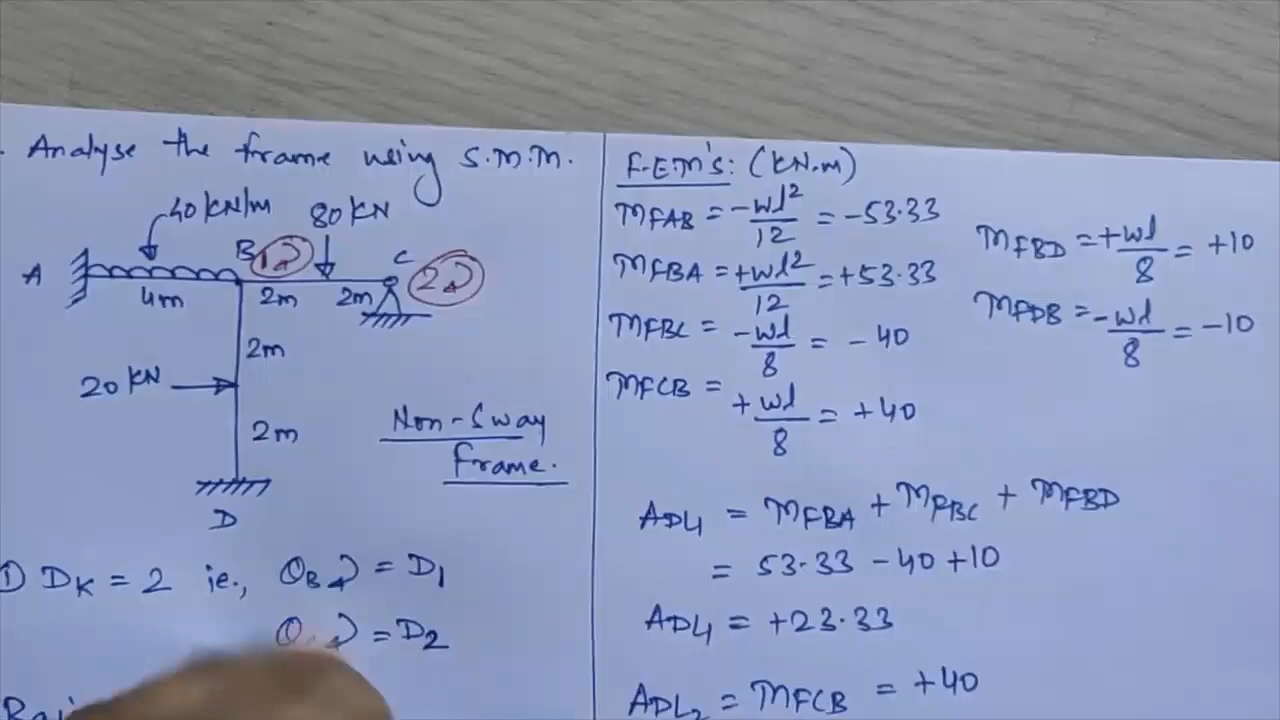 Analyse the frame using S.M.M.
40 KN/m 80 KN
A B 1 C 2
4m 2m 2m
2m
20 KN
2m
D
Non-Sway
Frame.
1) DK = 2 ie., θB = D1
= D2
F.E.M's: (KN.m)
MFAB = -wl²/12 = -53.33
MFBA = +wl²/12 = +53.33
MFBC = -wl/8 = -40
MFCB = +wl/8 = +40
MFBD = +wl/8 = +10
MFDB = -wl/8 = -10
ADL1 = MFBA + MFBC + MFBD
= 53.33 - 40 + 10
ADL1 = +23.33
ADL2 = MFCB = +40